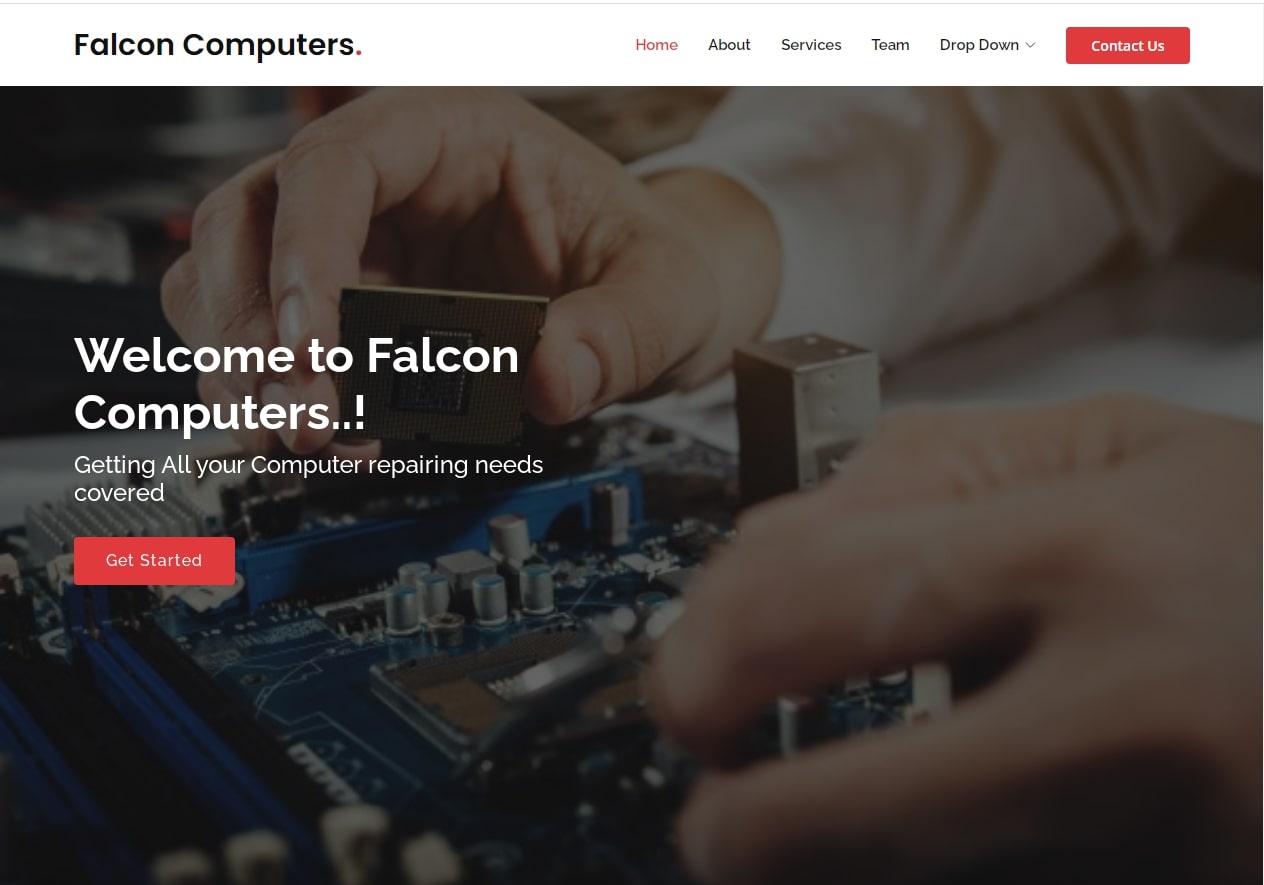 Falcon Computers.
Home About Services Team Drop Down Contact Us
Welcome to Falcon
Computers..!
Getting All your Computer repairing needs
covered
Get Started